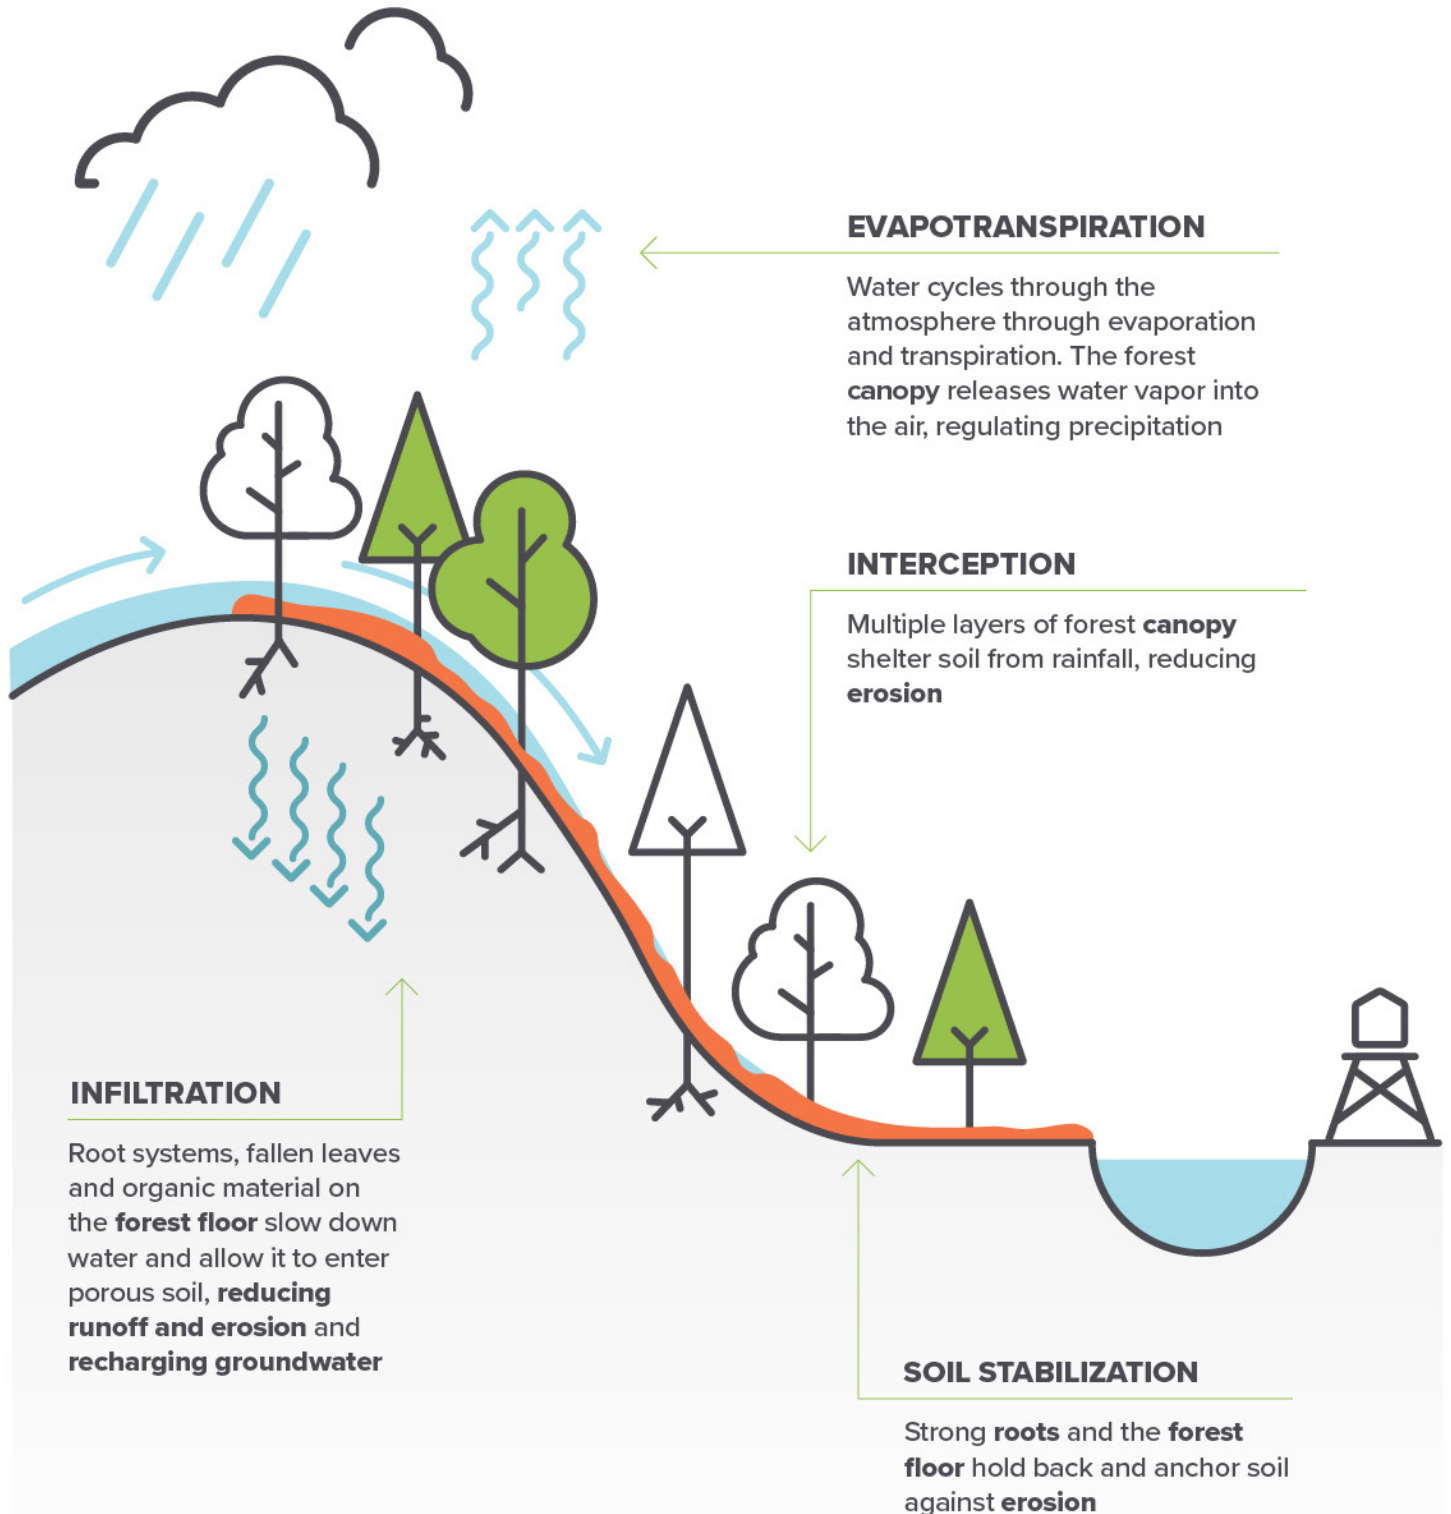 EVAPOTRANSPIRATION
Water cycles through the
atmosphere through evaporation
and transpiration. The forest
canopy releases water vapor into
the air, regulating precipitation
INTERCEPTION
Multiple layers of forest canopy
shelter soil from rainfall, reducing
erosion
INFILTRATION
Root systems, fallen leaves
and organic material on
the forest floor slow down
water and allow it to enter
porous soil, reducing
runoff and erosion and
recharging groundwater
SOIL STABILIZATION
Strong roots and the forest
floor hold back and anchor soil
against erosion